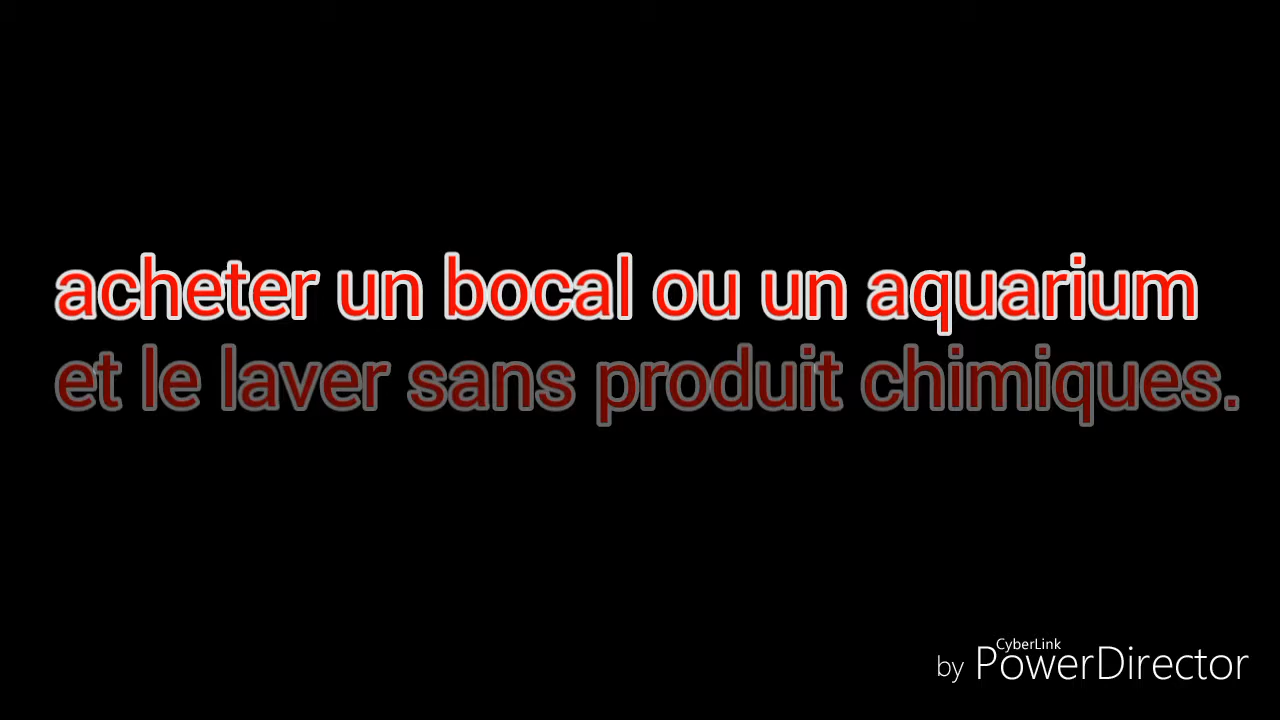 acheter un bocal ou un aquarium
et le laver sans produit chimiques.
CyberLink
by PowerDirector